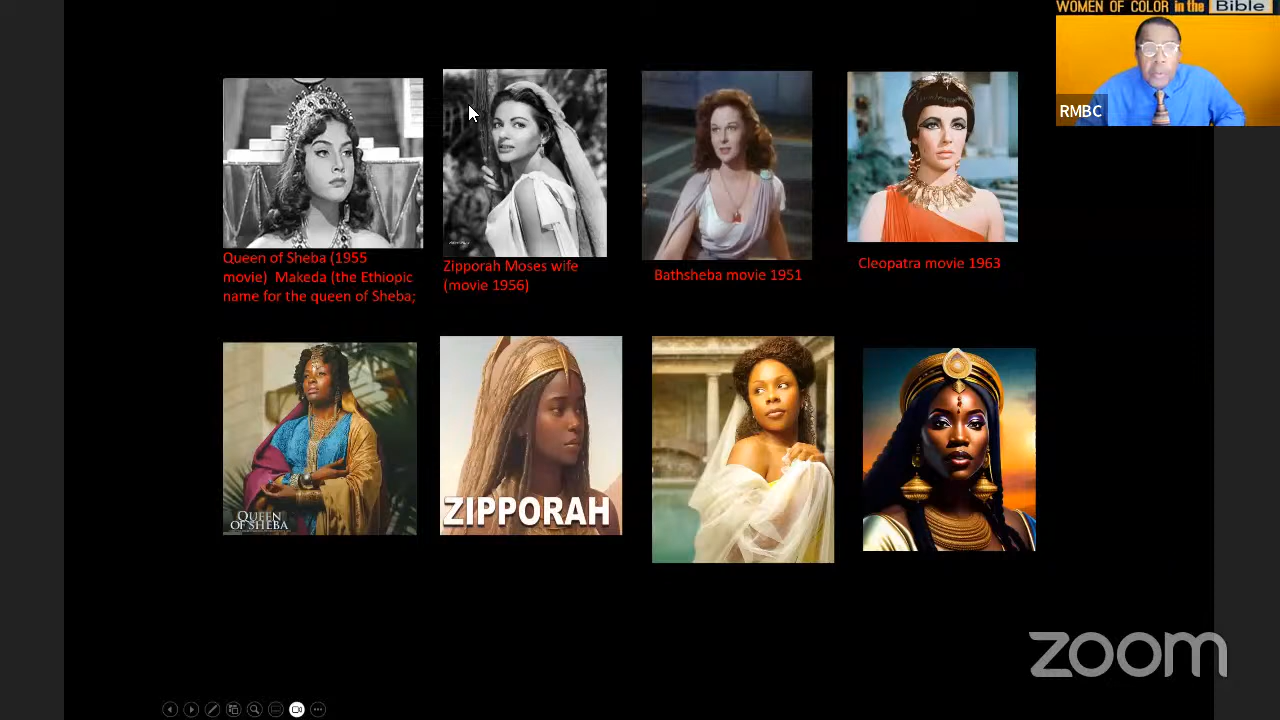 WOMEN OF COLOR in the Bible
RMBC
Queen of Sheba (1955
movie)  Makeda (the Ethiopic
name for the queen of Sheba;
Zipporah Moses wife
(movie 1956)
Bathsheba movie 1951
Cleopatra movie 1963
QUEEN
OF SHEBA
ZIPPORAH
zoom